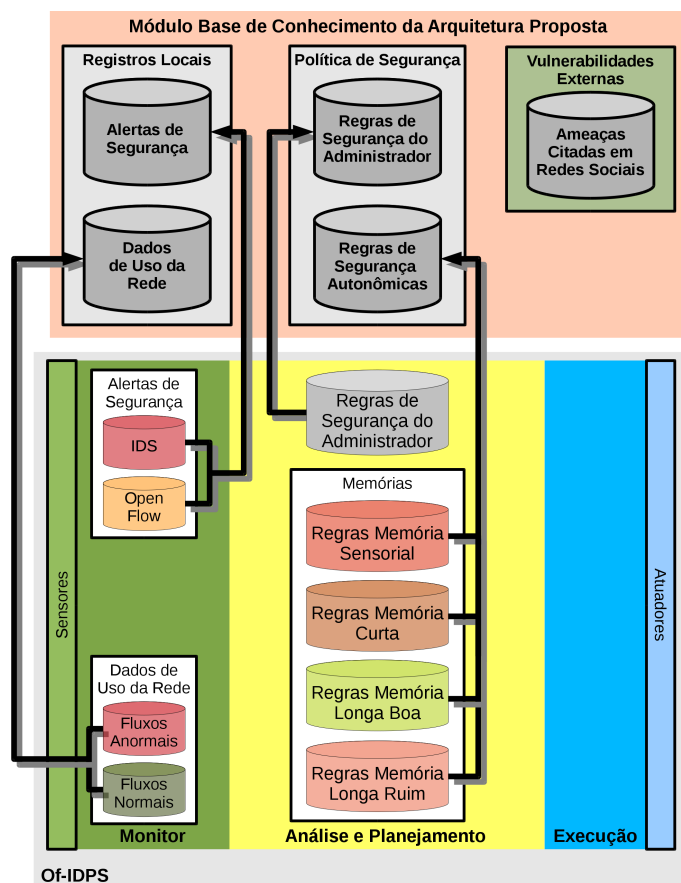 Módulo Base de Conhecimento da Arquitetura Proposta
Registros Locais
Alertas de
Segurança
Dados
de Uso da
Rede
Política de Segurança
Regras de
Segurança do
Administrador
Regras de
Segurança
Autonômicas
Vulnerabilidades
Externas
Ameaças
Citadas em
Redes Sociais
Sensores
Alertas de
Segurança
IDS
Open
Flow
Dados de
Uso da Rede
Fluxos
Anormais
Fluxos
Normais
Monitor
Regras de
Segurança do
Administrador
Memórias
Regras Memória
Sensorial
Regras Memória
Curta
Regras Memória
Longa Boa
Regras Memória
Longa Ruim
Análise e Planejamento
Execução
Atuadores
Of-IDPS